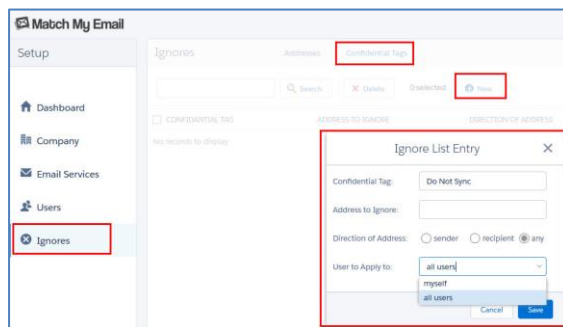 Match My Email
Setup
Ignores
Addresses
Confidential Tags
Search
Delete
0 selected
New
Dashboard
CONFIDENTIAL TAG
ADDRESS TO IGNORE
DIRECTION OF ADDRESS
No records to display
Company
Ignore List Entry
Email Services
Confidential Tag:
Do Not Sync
Users
Address to Ignore:
Ignores
Direction of Address:
sender
recipient
any
User to Apply to:
all users
myself
all users
Cancel
Save